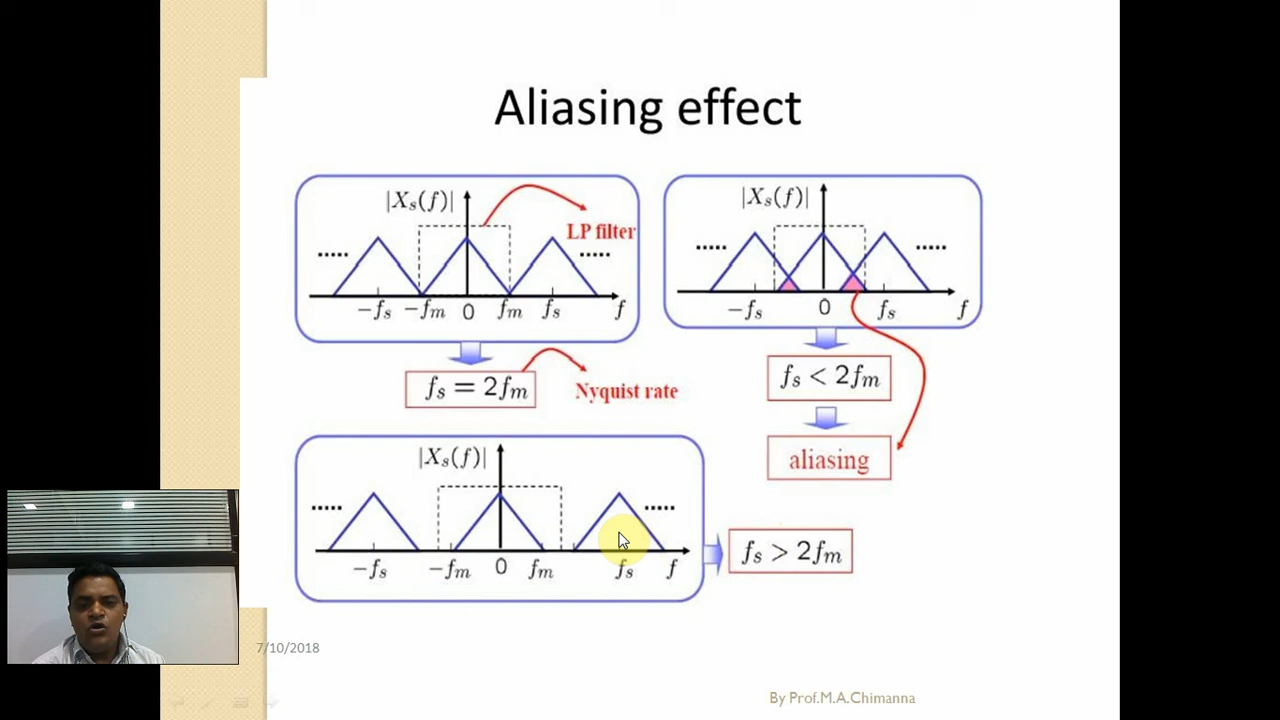 Aliasing effect
|Xs(f)|
LP filter
..... .....
−fs −fm 0 fm fs f
fs = 2fm
Nyquist rate
|Xs(f)|
..... .....
−fs 0 fs f
fs < 2fm
aliasing
|Xs(f)|
..... .....
−fs −fm 0 fm fs f
fs > 2fm
7/10/2018
By Prof.M.A.Chimanna